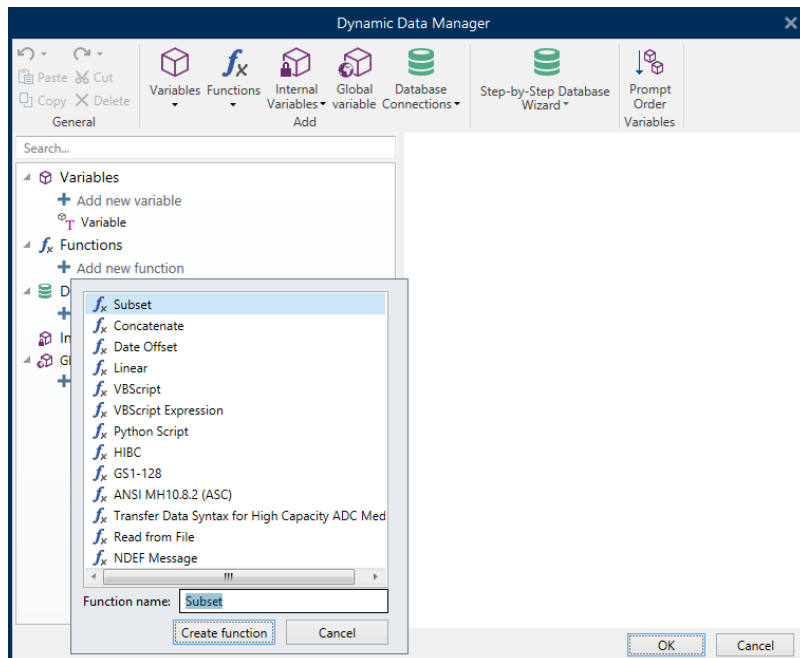 Dynamic Data Manager
Paste Cut
Copy Delete
General
Variables Functions Internal Variables Global variable Database Connections
Add
Step-by-Step Database Wizard
Prompt Order
Variables
Search...
Variables
Add new variable
Variable
Functions
Add new function
D
In
Gl
Subset
Concatenate
Date Offset
Linear
VBScript
VBScript Expression
Python Script
HIBC
GS1-128
ANSI MH10.8.2 (ASC)
Transfer Data Syntax for High Capacity ADC Med
Read from File
NDEF Message
Function name: Subset
Create function Cancel
OK Cancel